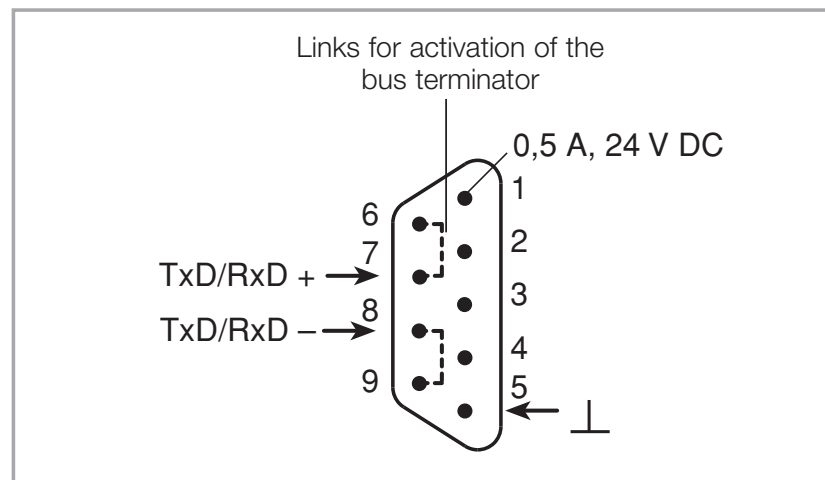 Links for activation of the
bus terminator
0,5 A, 24 V DC
1
6
2
7
TxD/RxD +
3
8
TxD/RxD –
4
9
5